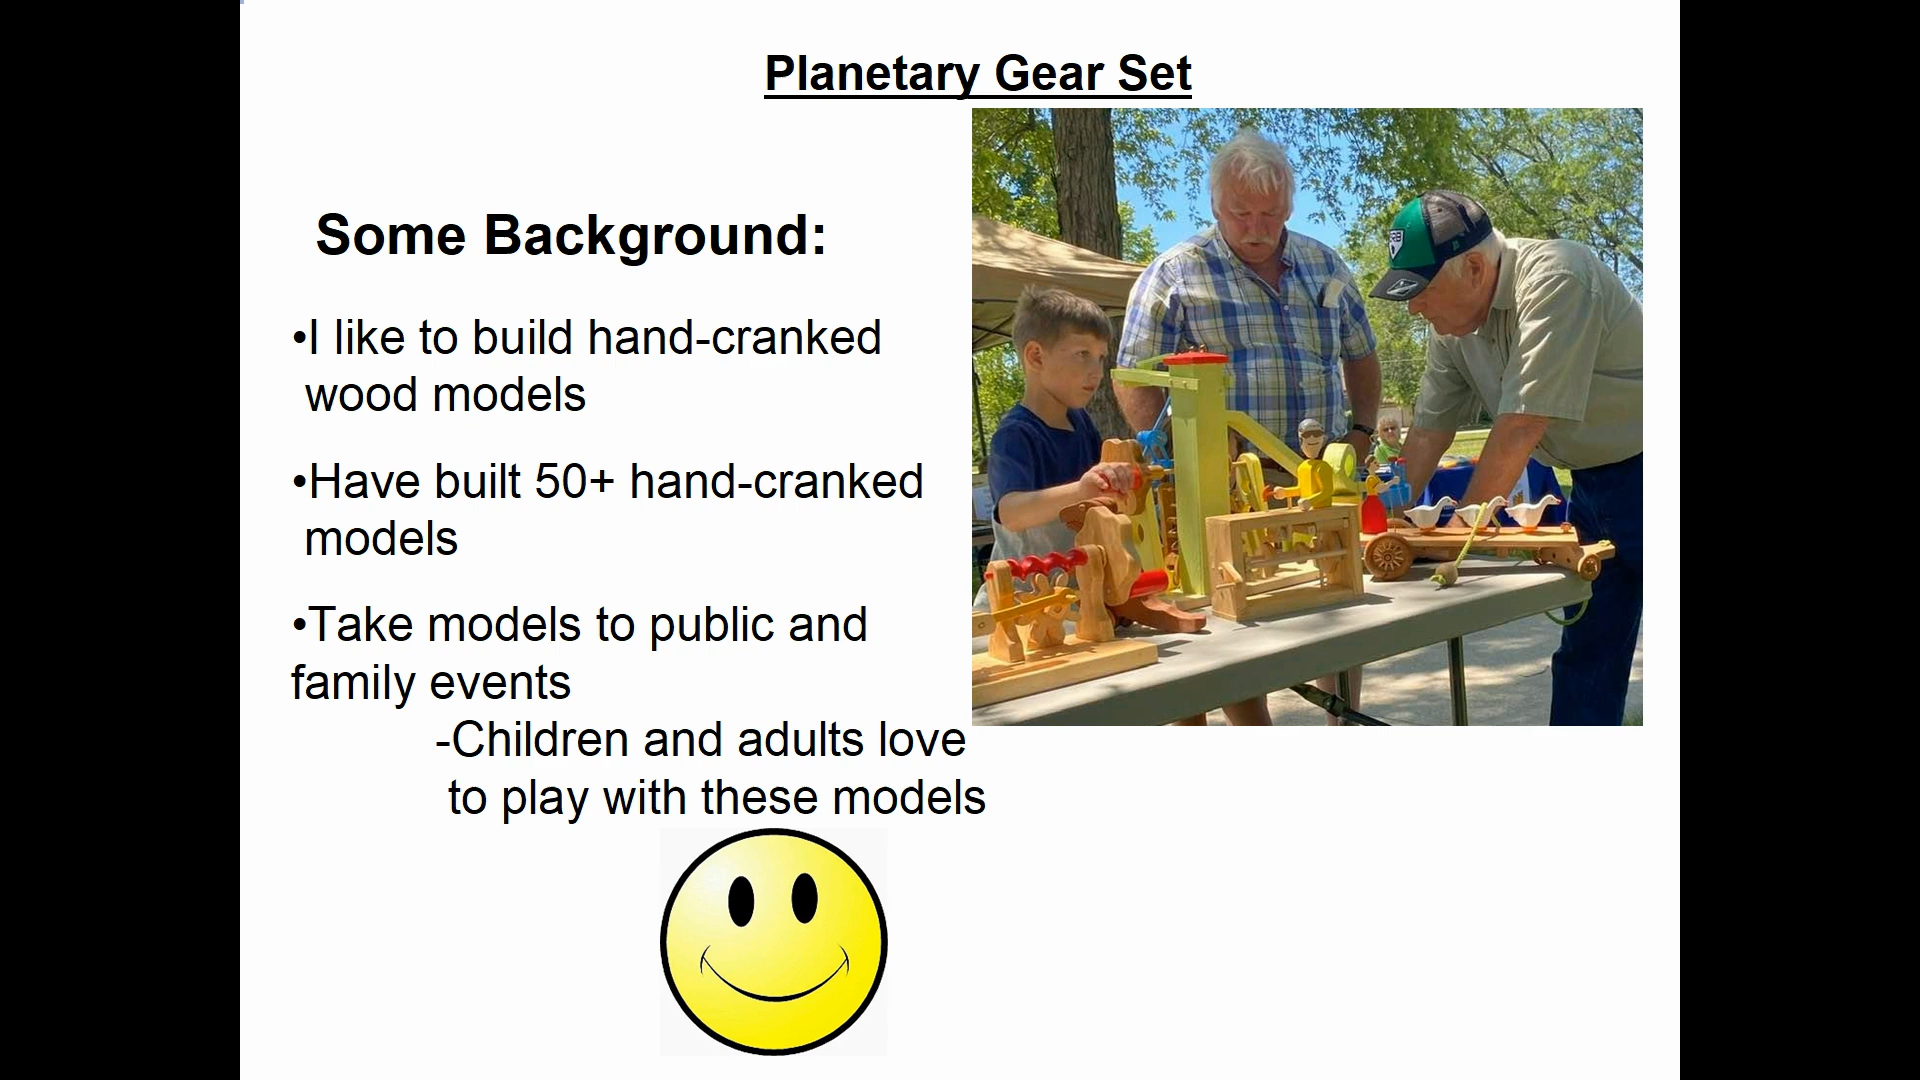 Planetary Gear Set
Some Background:
•I like to build hand-cranked
wood models
•Have built 50+ hand-cranked
models
•Take models to public and
family events
-Children and adults love
to play with these models